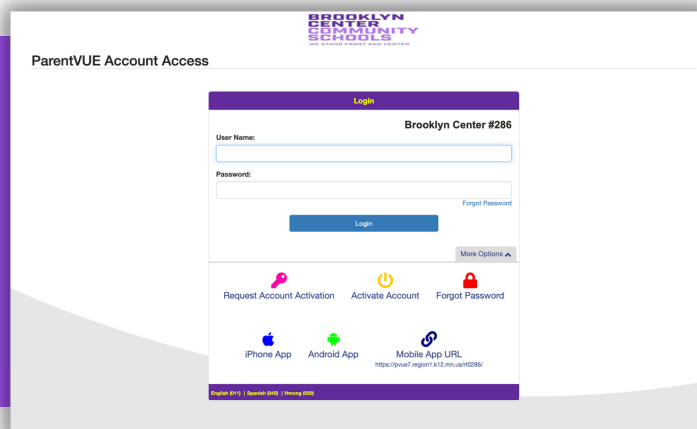 BROOKLYN
CENTER
COMMUNITY
SCHOOLS
WE STAND FRONT AND CENTER
ParentVUE Account Access
Login
Brooklyn Center #286
User Name:
Password:
Forgot Password
Login
More Options
Request Account Activation Activate Account Forgot Password
iPhone App Android App Mobile App URL
https://pvue7.region1.k12.mn.us/rt0286/
English (011) | Spanish (045) | Hmong (020)